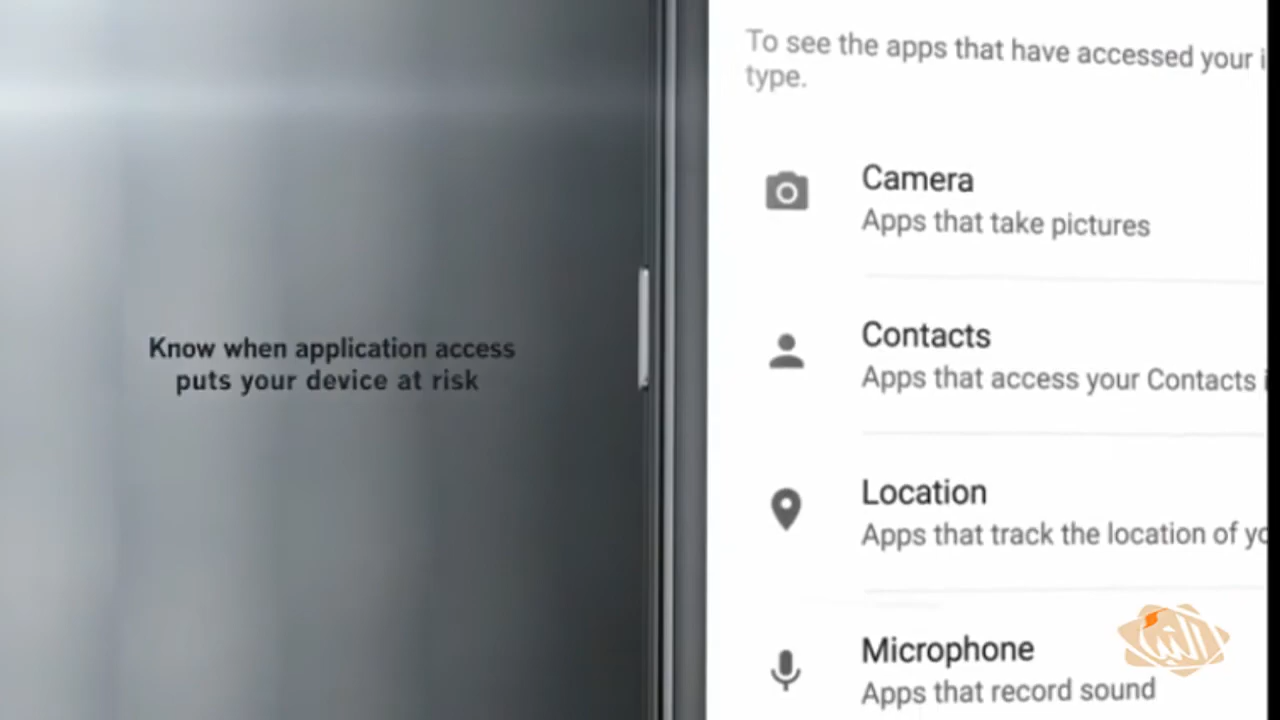 Know when application access
puts your device at risk
To see the apps that have accessed your
type.
Camera
Apps that take pictures
Contacts
Apps that access your Contacts
Location
Apps that track the location of
Microphone
Apps that record sound